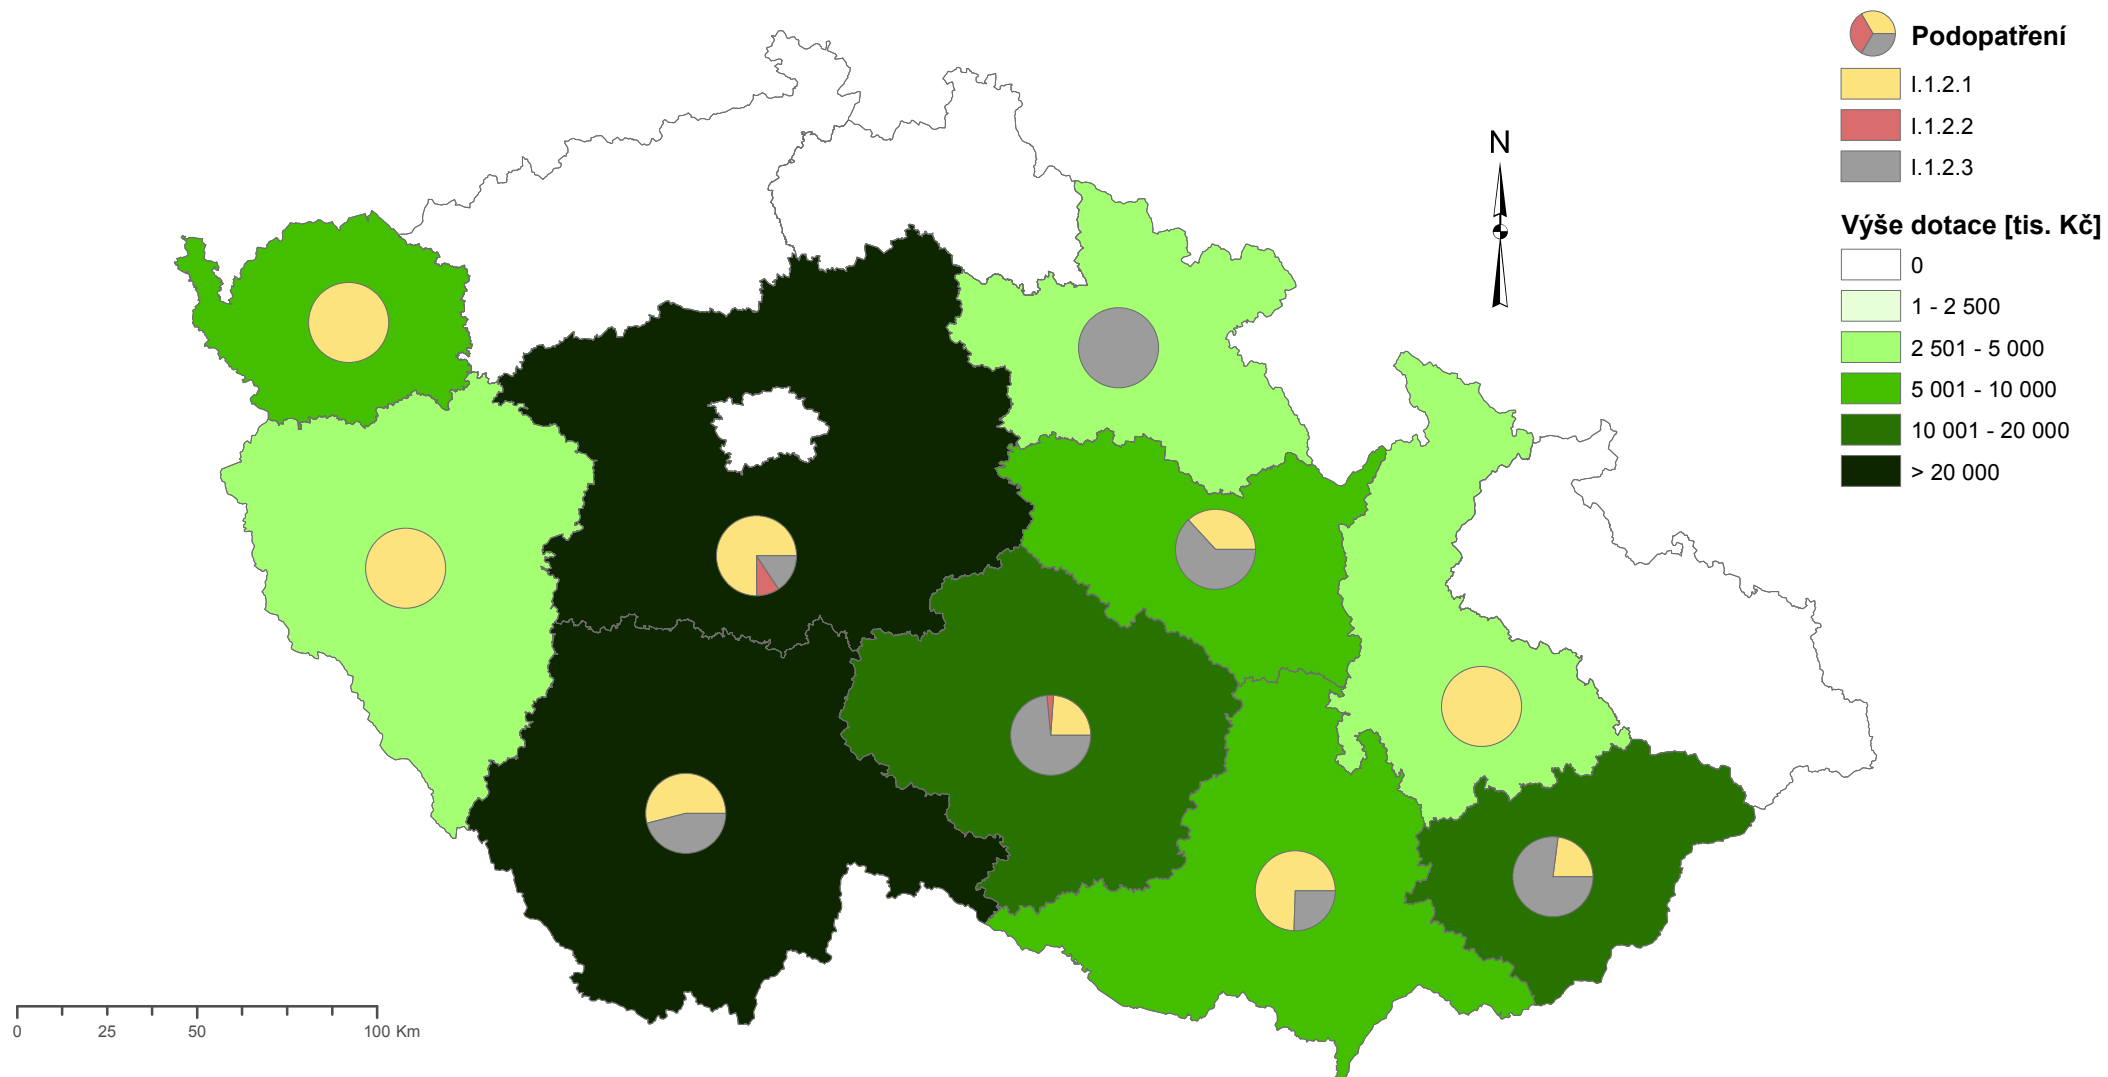 Podopatření
I.1.2.1
I.1.2.2
I.1.2.3
N
Výše dotace [tis. Kč]
0
1 - 2 500
2 501 - 5 000
5 001 - 10 000
10 001 - 20 000
> 20 000
0 25 50 100 Km